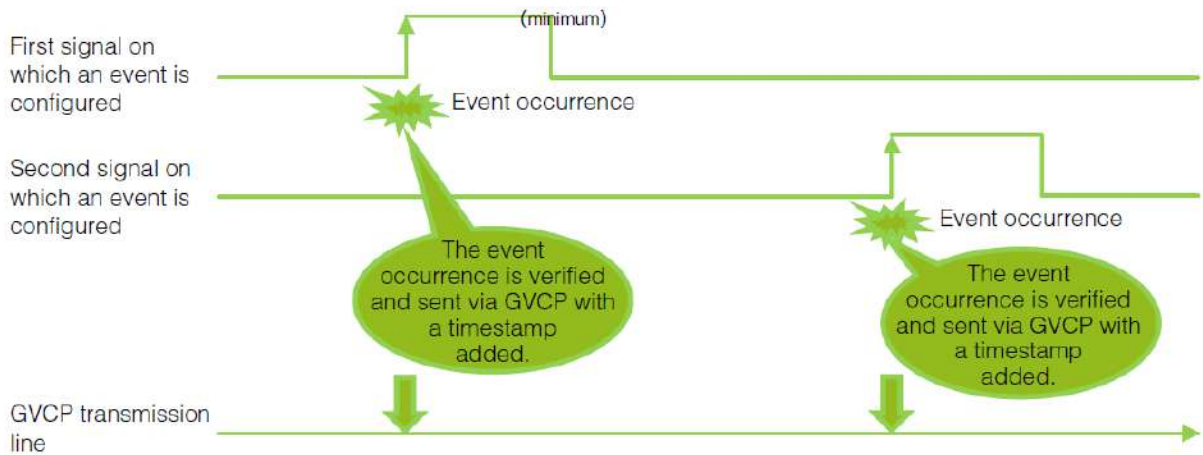 (minimum)
First signal on
which an event is
configured
Event occurrence
Second signal on
which an event is
configured
Event occurrence
The event
occurrence is verified
and sent via GVCP with
a timestamp
added.
The event
occurrence is verified
and sent via GVCP with
a timestamp
added.
GVCP transmission
line